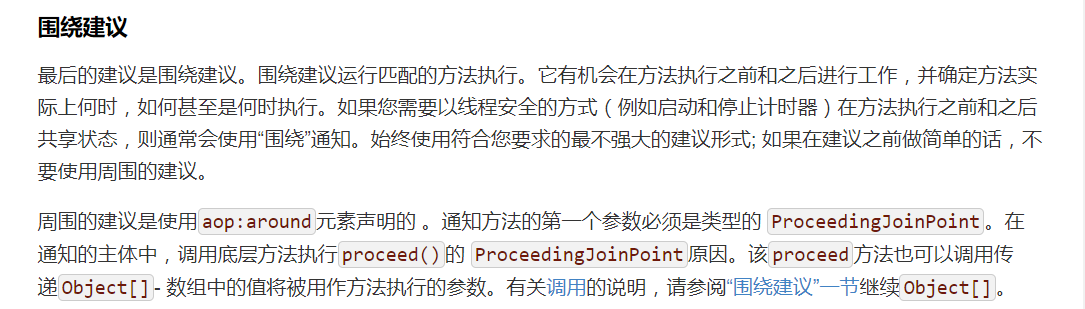 围绕建议
最后的建议是围绕建议。围绕建议运行匹配的方法执行。它有机会在方法执行之前和之后进行工作，并确定方法实
际上何时，如何甚至是何时执行。如果您需要以线程安全的方式（例如启动和停止计时器）在方法执行之前和之后
共享状态，则通常会使用“围绕”通知。始终使用符合您要求的最不强大的建议形式; 如果在建议之前做简单的话，不
要使用周围的建议。
周围的建议是使用aop:around元素声明的 。通知方法的第一个参数必须是类型的 ProceedingJoinPoint。在
通知的主体中，调用底层方法执行proceed()的 ProceedingJoinPoint原因。该proceed方法也可以调用传
递Object[]- 数组中的值将被用作方法执行的参数。有关调用的说明，请参阅“围绕建议”一节继续Object[]。